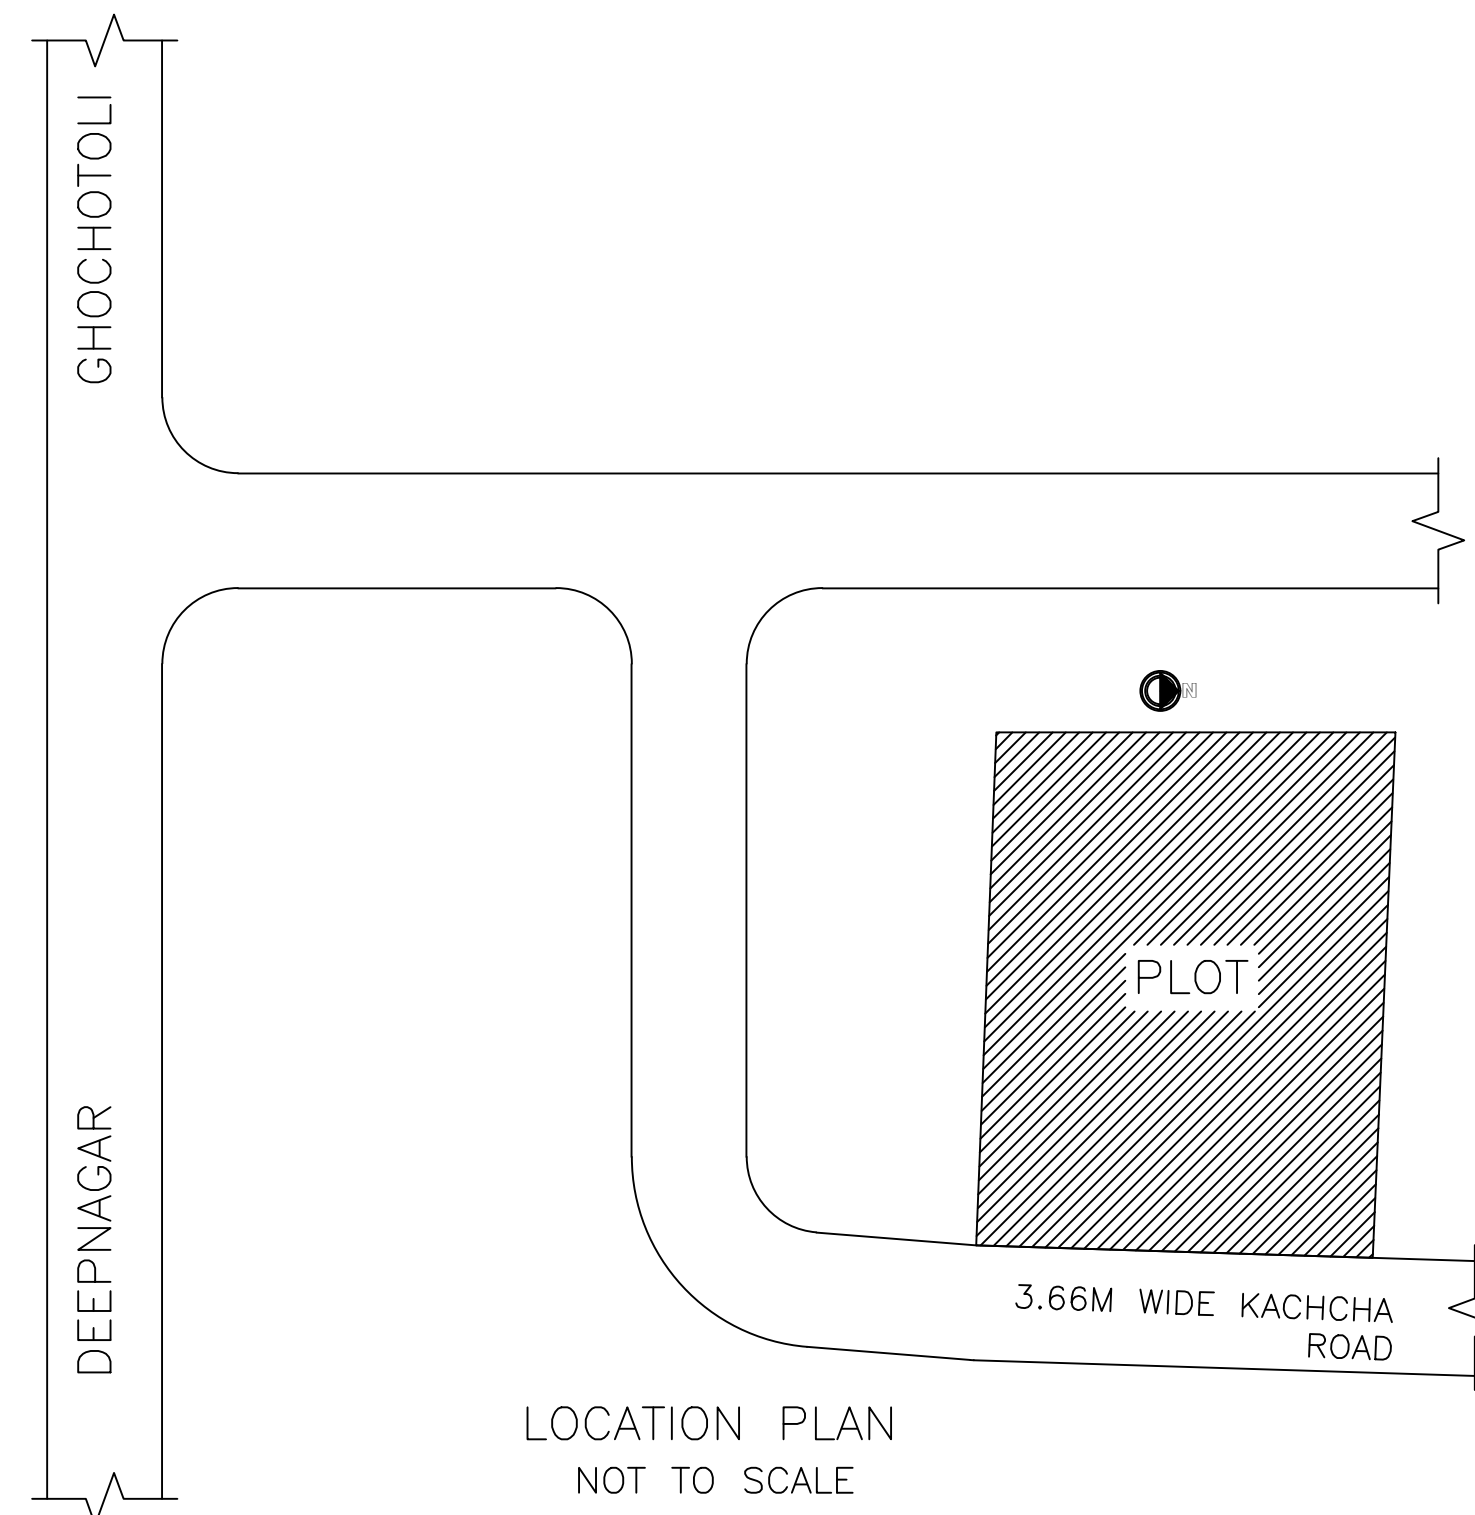 GHOCHOTOLI
N
PLOT
DEEPNAGAR
3.66M WIDE KACHCHA
ROAD
LOCATION PLAN
NOT TO SCALE